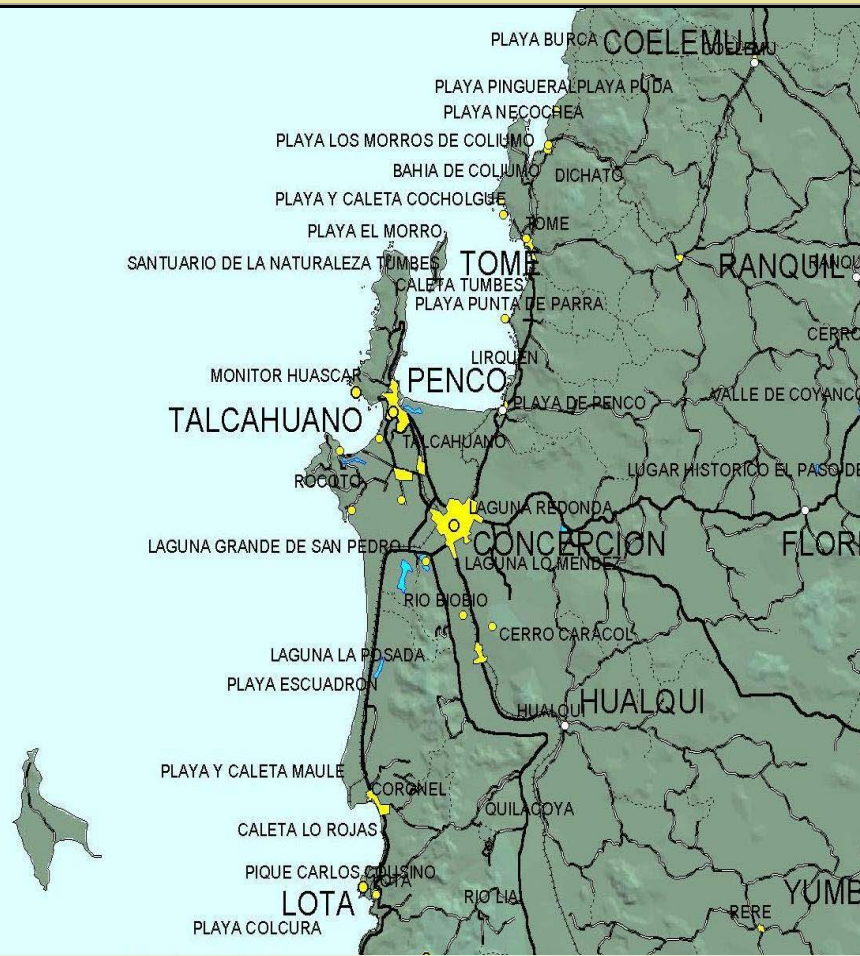 PLAYA BURCA
COELEMU
COELEMU
PLAYA PINGUERAL
PLAYA PUDA
PLAYA NECOCHEA
PLAYA LOS MORROS DE COLIUMO
BAHIA DE COLIUMO
DICHATO
PLAYA Y CALETA COCHOLGUE
TOME
PLAYA EL MORRO
SANTUARIO DE LA NATURALEZA TUMBES
TOME
RANQUIL
CALETA TUMBES
PLAYA PUNTA DE PARRA
CERRO
LIRQUEN
MONITOR HUASCAR
PENCO
PLAYA DE PENCO
VALLE DE COYANCO
TALCAHUANO
TALCAHUANO
LUGAR HISTORICO EL PASO DE
ROCOTO
LAGUNA REDONDA
LAGUNA GRANDE DE SAN PEDRO
CONCEPCION
FLORI
LAGUNA LO MENDEZ
RIO BIOBIO
CERRO CARACOL
LAGUNA LA POSADA
PLAYA ESCUADRON
HUALQUI
HUALQUI
PLAYA Y CALETA MAULE
CORONEL
QUILACOYA
CALETA LO ROJAS
PIQUE CARLOS COUSINO
LOTA
LOTA
RIO LIA
YUMB
RERE
PLAYA COLCURA